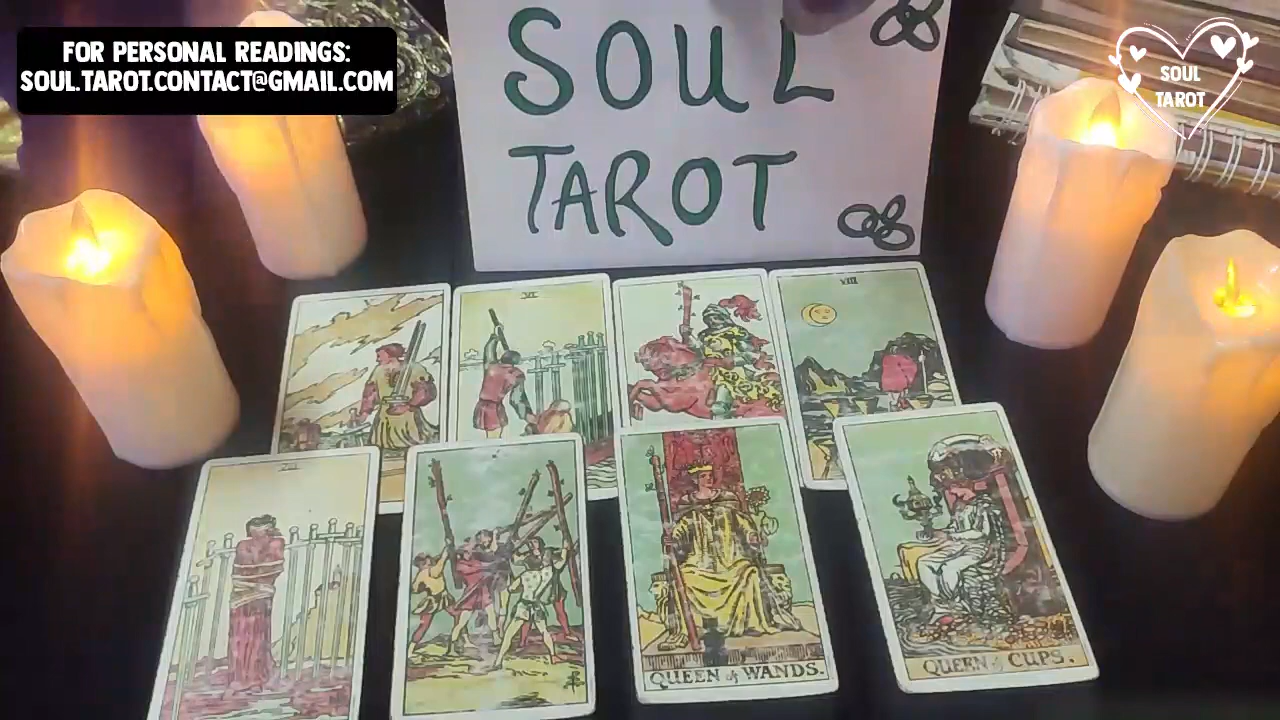 FOR PERSONAL READINGS:
SOUL.TAROT.CONTACT@GMAIL.COM
SOUL
TAROT
SOUL
TAROT
VI
VIII
QUEEN of WANDS.
QUEEN of CUPS.